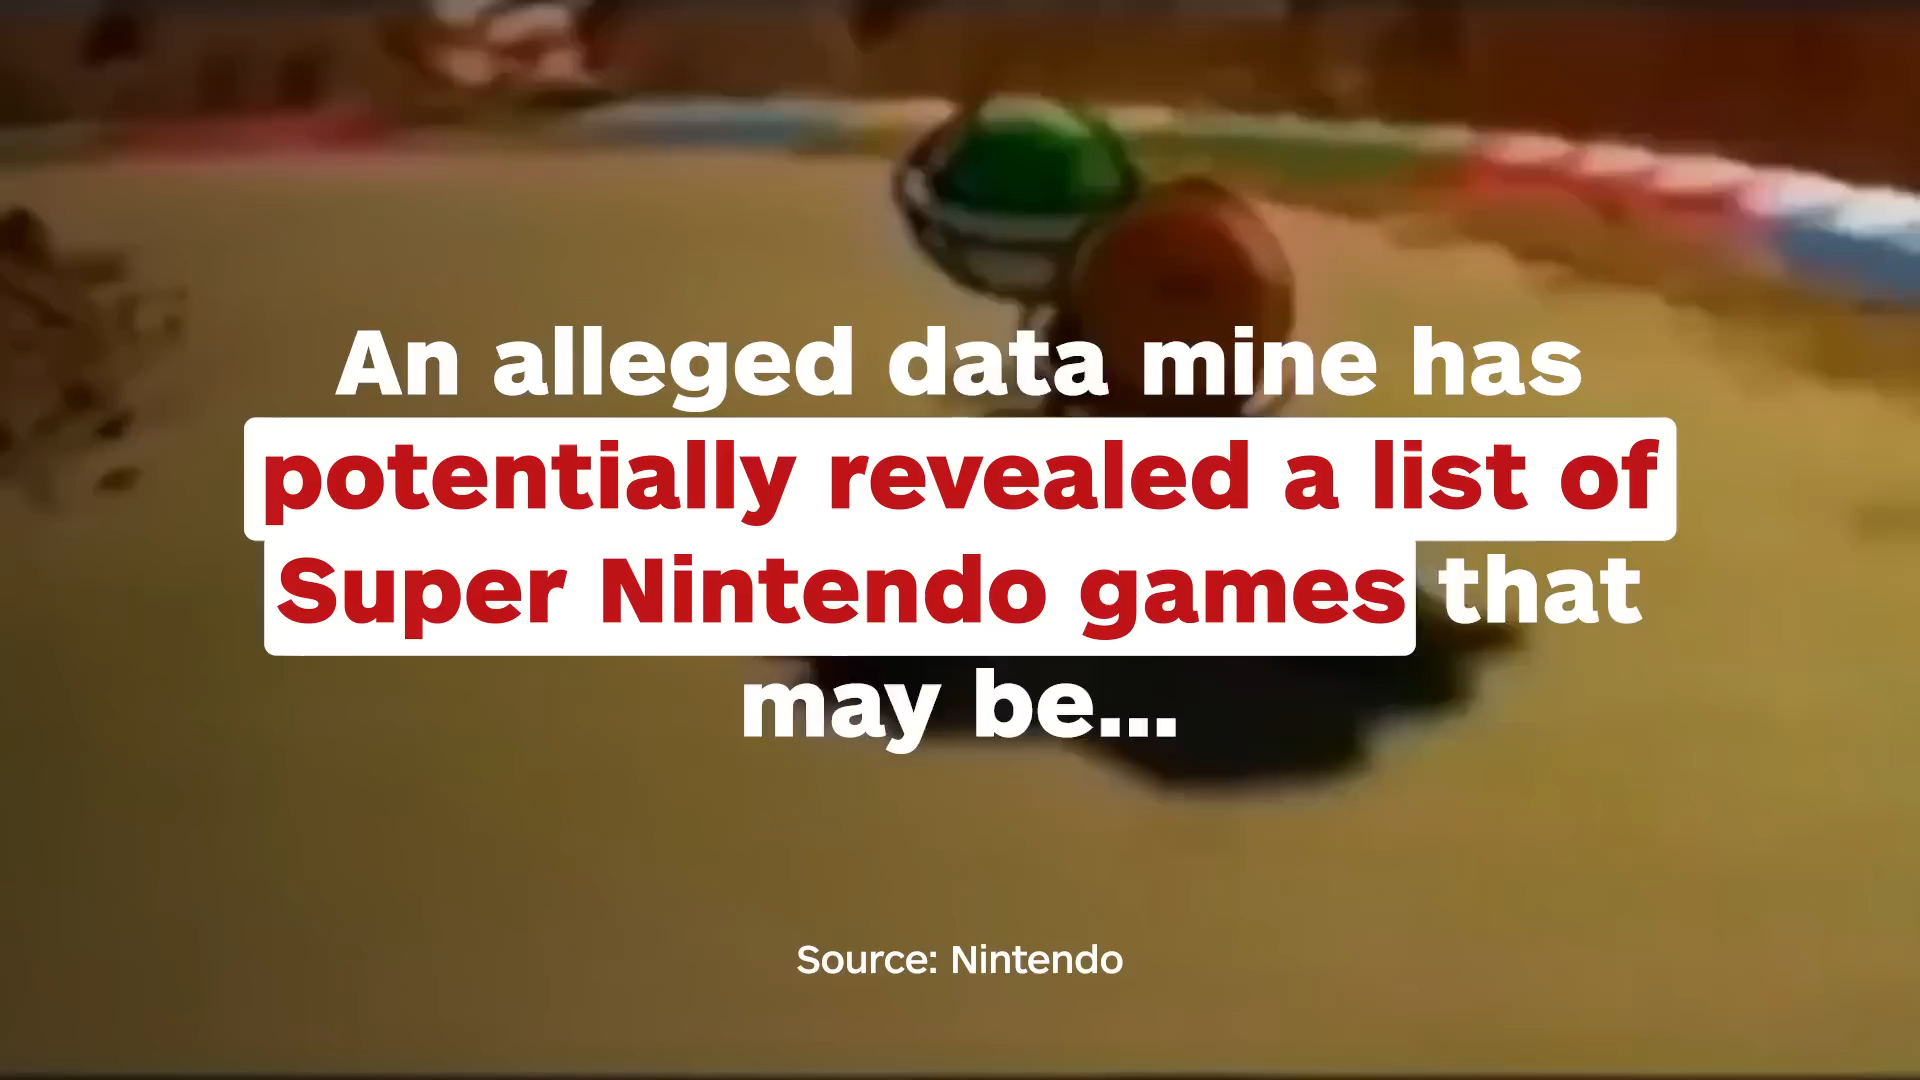 An alleged data mine has
potentially revealed a list of
Super Nintendo games that
may be...
Source: Nintendo